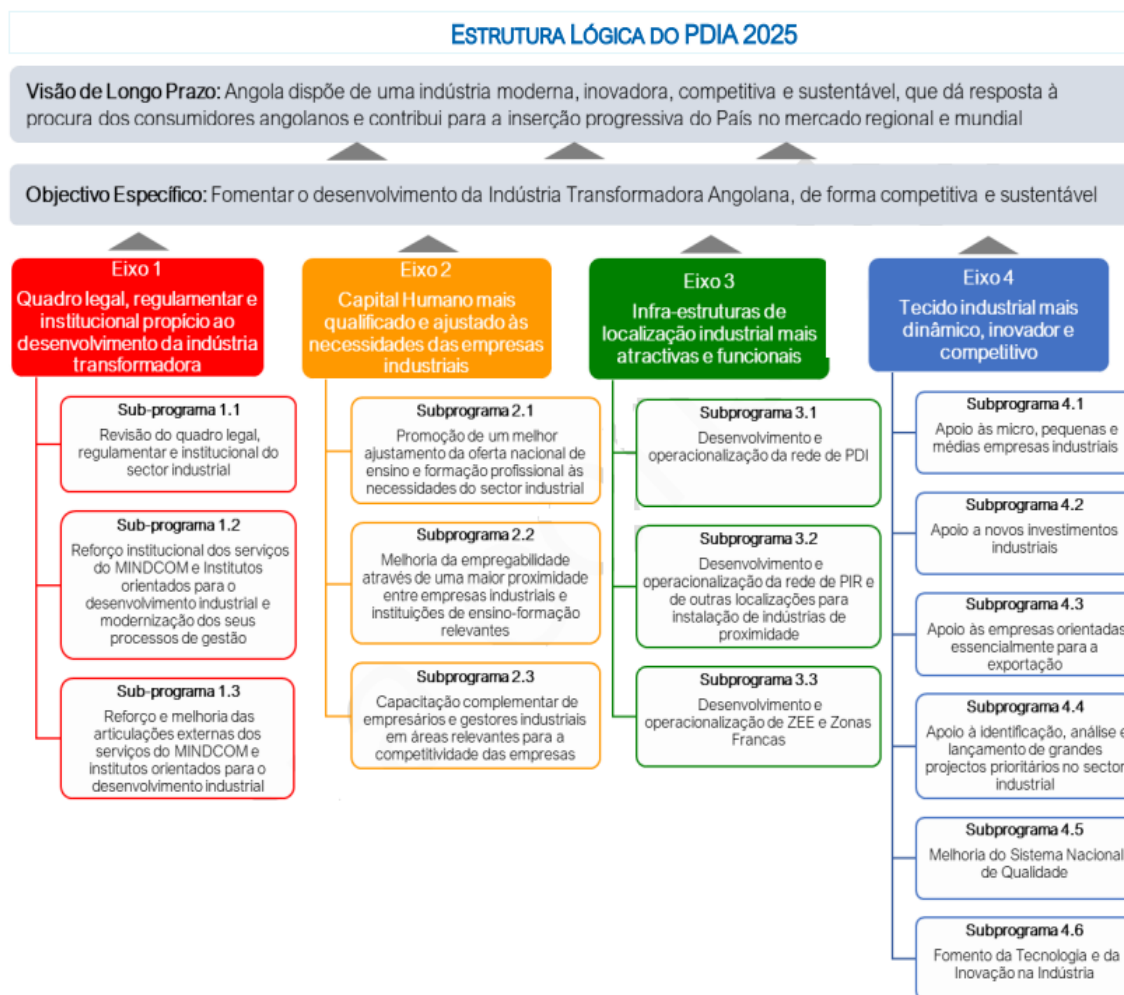 ESTRUTURA LÓGICA DO PDIA 2025
Visão de Longo Prazo: Angola dispõe de uma indústria moderna, inovadora, competitiva e sustentável, que dá resposta à
procura dos consumidores angolanos e contribui para a inserção progressiva do País no mercado regional e mundial
Objectivo Específico: Fomentar o desenvolvimento da Indústria Transformadora Angolana, de forma competitiva e sustentável
Eixo 1
Quadro legal, regulamentar e
institucional propício ao
desenvolvimento da indústria
transformadora
Sub-programa 1.1
Revisão do quadro legal,
regulamentar e institucional do
sector industrial
Sub-programa 1.2
Reforço institucional dos serviços
do MINDCOM e Institutos
orientados para o
desenvolvimento industrial e
modernização dos seus
processos de gestão
Sub-programa 1.3
Reforço e melhoria das
articulações externas dos
serviços do MINDCOM e
institutos orientados para o
desenvolvimento industrial
Eixo 2
Capital Humano mais
qualificado e ajustado às
necessidades das empresas
industriais
Subprograma 2.1
Promoção de um melhor
ajustamento da oferta nacional de
ensino e formação profissional às
necessidades do sector industrial
Subprograma 2.2
Melhoria da empregabilidade
através de uma maior proximidade
entre empresas industriais e
instituições de ensino-formação
relevantes
Subprograma 2.3
Capacitação complementar de
empresários e gestores industriais
em áreas relevantes para a
competitividade das empresas
Eixo 3
Infra-estruturas de
localização industrial mais
atractivas e funcionais
Subprograma 3.1
Desenvolvimento e
operacionalização da rede de PDI
Subprograma 3.2
Desenvolvimento e
operacionalização da rede de PIR e
de outras localizações para
instalação de indústrias de
proximidade
Subprograma 3.3
Desenvolvimento e
operacionalização de ZEE e Zonas
Francas
Eixo 4
Tecido industrial mais
dinâmico, inovador e
competitivo
Subprograma 4.1
Apoio às micro, pequenas e
médias empresas industriais
Subprograma 4.2
Apoio a novos investimentos
industriais
Subprograma 4.3
Apoio às empresas orientadas
essencialmente para a
exportação
Subprograma 4.4
Apoio à identificação, análise e
lançamento de grandes
projectos prioritários no sector
industrial
Subprograma 4.5
Melhoria do Sistema Nacional
de Qualidade
Subprograma 4.6
Fomento da Tecnologia e da
Inovação na Indústria